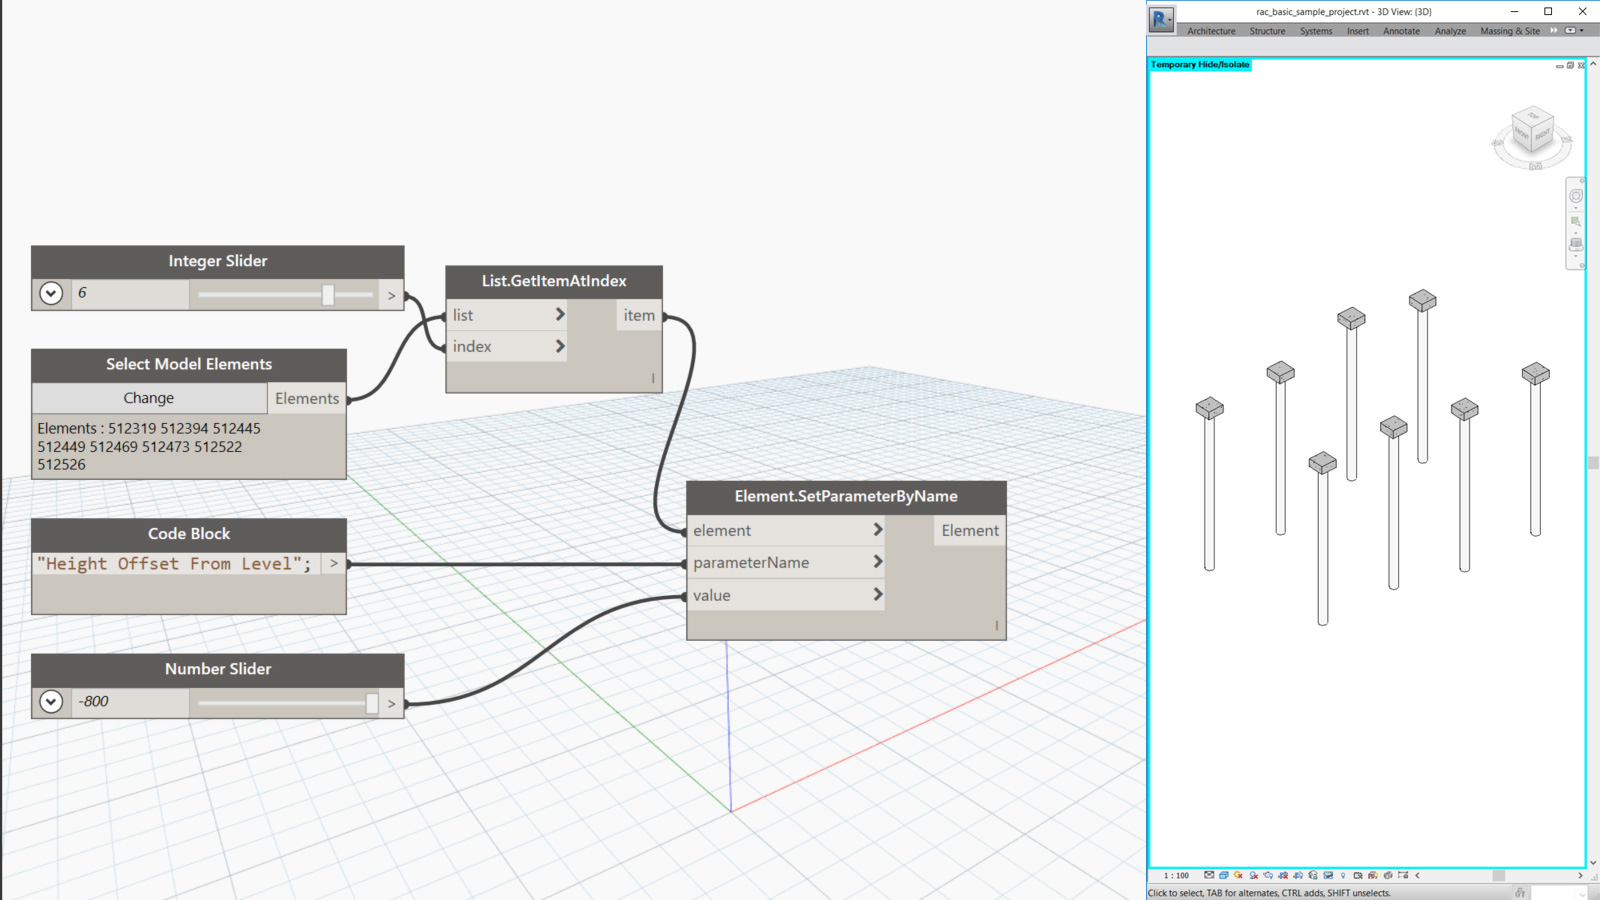 Integer Slider
6
>
Select Model Elements
Change
Elements
Elements : 512319 512394 512445
512449 512469 512473 512522
512526
Code Block
"Height Offset From Level";
>
Number Slider
-800
>
List.GetItemAtIndex
list
item
index
Element.SetParameterByName
element
Element
parameterName
value
rac_basic_sample_project.rvt - 3D View: {3D}
R
Architecture Structure Systems Insert Annotate Analyze Massing & Site
Temporary Hide/Isolate
TOP
FRONT
RIGHT
1 : 100
Click to select, TAB for alternates, CTRL adds, SHIFT unselects.